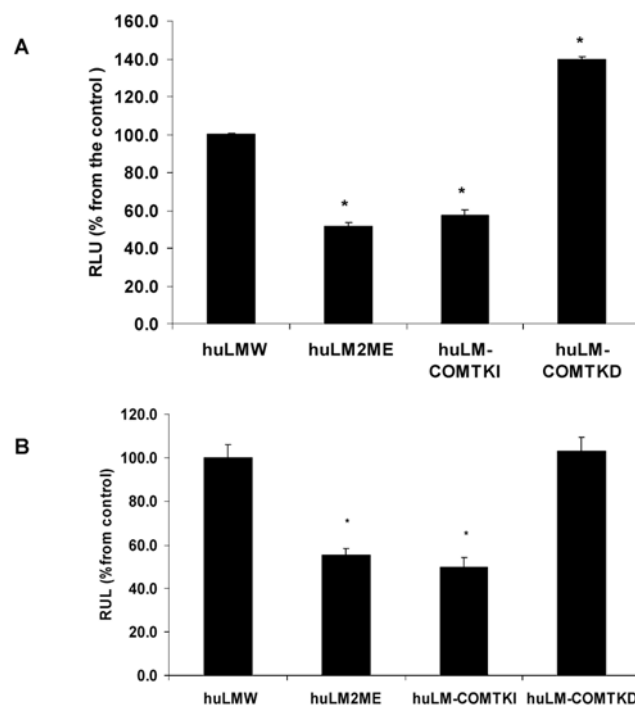 A
RLU (% from the control )
160.0
140.0
120.0
100.0
80.0
60.0
40.0
20.0
0.0
*
*
*
huLMW
huLM2ME
huLM-
COMTKI
huLM-
COMTKD
B
RUL (%from control)
120.0
100.0
80.0
60.0
40.0
20.0
0.0
*
*
huLMW
huLM2ME
huLM-COMTKI
huLM-COMTKD